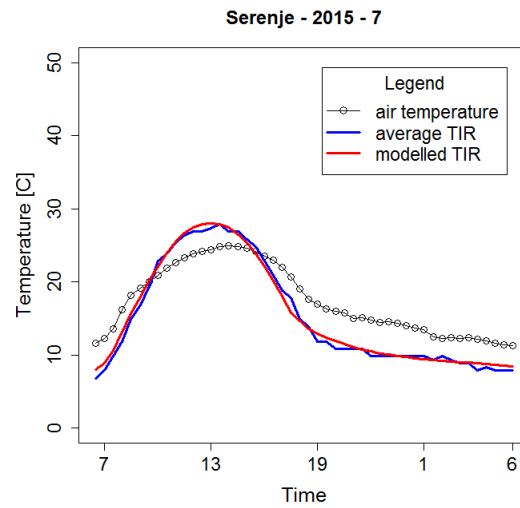 Serenje - 2015 - 7
Temperature [C]
50
40
30
20
10
0
Legend
air temperature
average TIR
modelled TIR
7 13 19 1 6
Time